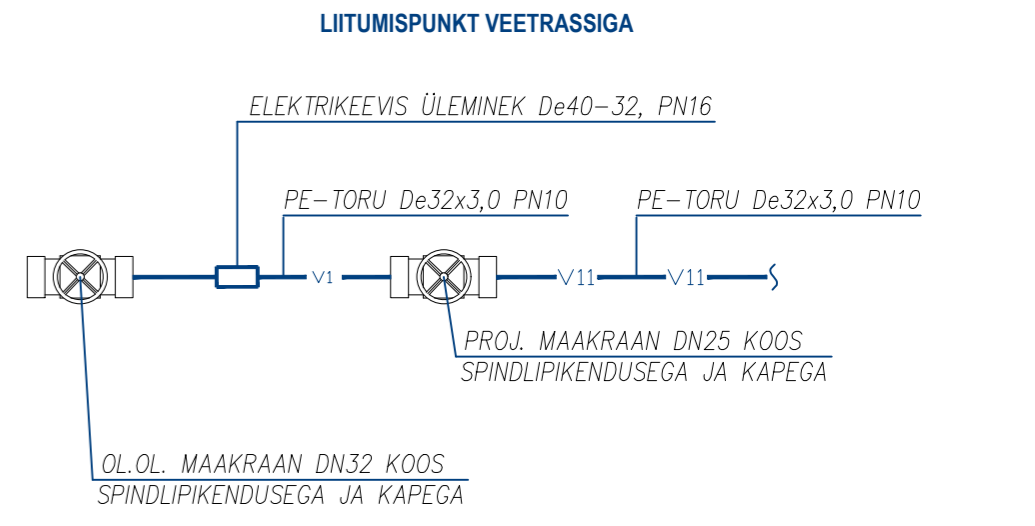 LIITUMISPUNKT VEETRASSIGA
ELEKTRIKEEVIS ÜLEMINEK De40-32, PN16
PE-TORU De32x3,0 PN10
PE-TORU De32x3,0 PN10
V1
V11
V11
PROJ. MAAKRAAN DN25 KOOS
SPINDLIPIKENDUSEGA JA KAPEGA
OL.OL. MAAKRAAN DN32 KOOS
SPINDLIPIKENDUSEGA JA KAPEGA